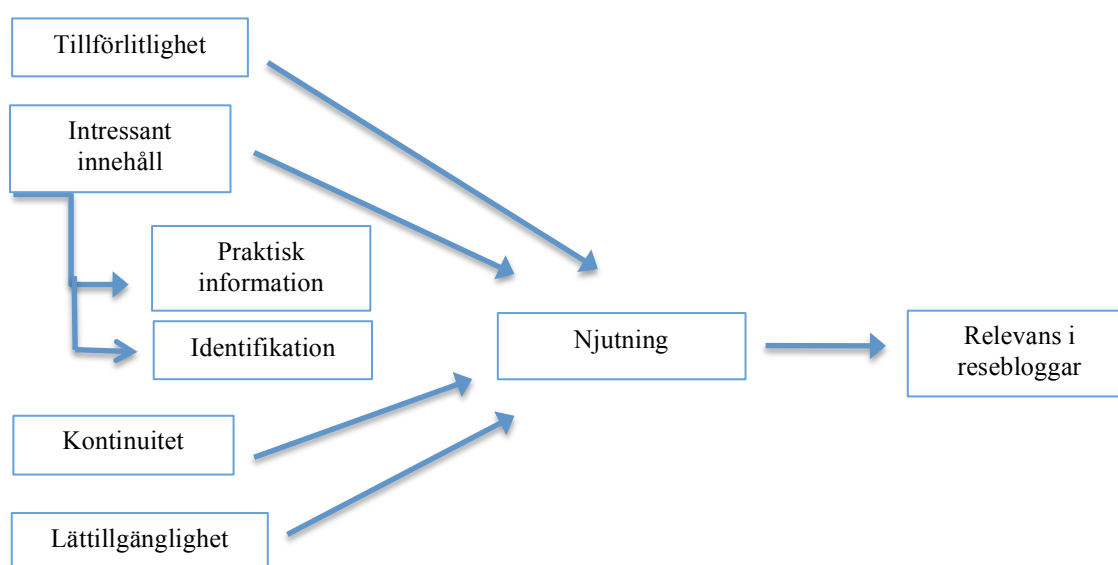 Tillförlitlighet
Intressant
innehåll
Praktisk
information
Identifikation
Kontinuitet
Lättillgänglighet
Njutning
Relevans i
resebloggar